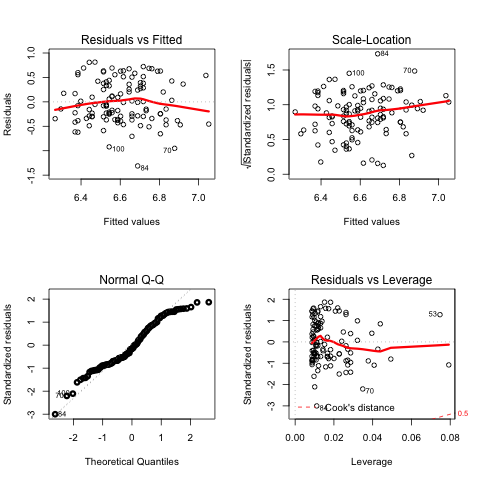 Residuals vs Fitted
Residuals
1.0
0.5
0.0
-0.5
-1.5
100
70
84
6.4 6.6 6.8 7.0
Fitted values
Scale-Location
√|Standardized residuals|
1.5
1.0
0.5
0.0
84
100
70
6.4 6.6 6.8 7.0
Fitted values
Normal Q-Q
Standardized residuals
2
1
0
-1
-2
-3
84
-2 -1 0 1 2
Theoretical Quantiles
Residuals vs Leverage
Standardized residuals
2
1
0
-1
-2
-3
53
70
84
Cook's distance
0.5
0.00 0.02 0.04 0.06 0.08
Leverage